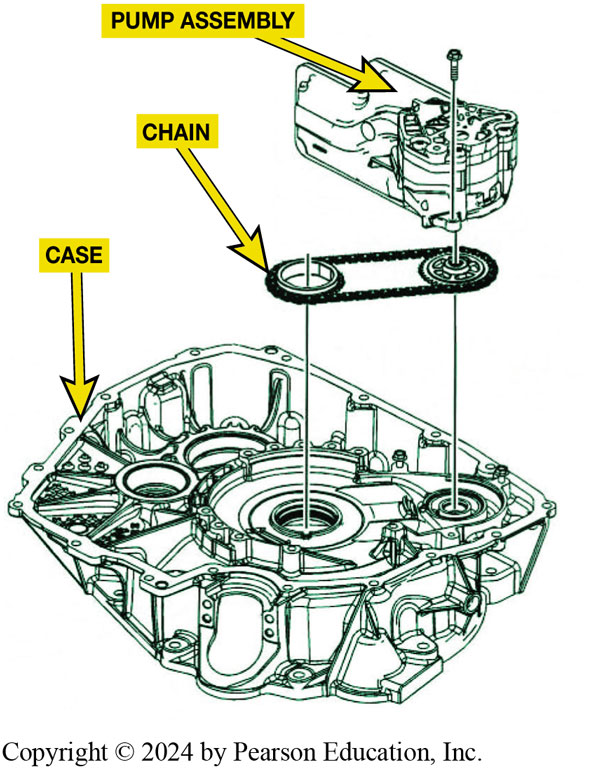 PUMP ASSEMBLY
CHAIN
CASE
Copyright © 2024 by Pearson Education, Inc.